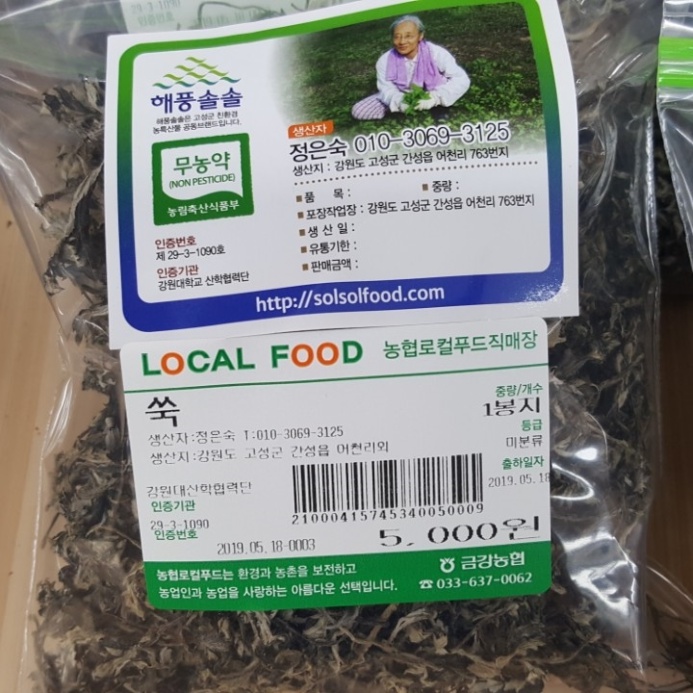 해풍솔솔
해풍솔솔은 고성군 친환경
농특산물 공동브랜드입니다.
무농약
(NON PESTICIDE)
농림축산식품부
인증번호
제 29-3-1090호
인증기관
강원대학교 산학협력단
생산자
정은숙 010-3069-3125
생산지 : 강원도 고성군 간성읍 어천리 763번지
품 목 : 중량 :
포장작업장 : 강원도 고성군 간성읍 어천리 763번지
생 산 일 :
유통기한 :
판매금액 :
http://solsolfood.com
LOCAL FOOD 농협로컬푸드직매장
쑥
중량/개수
1봉지
생산자:정은숙 T:010-3069-3125
등급
생산지:강원도 고성군 간성읍 어천리외
미분류
출하일자
2019.05.18
강원대산학협력단
인증기관
29-3-1090
인증번호
21000415745340050009
2019.05.18-0003
5,000원
농협로컬푸드는 환경과 농촌을 보전하고
농업인과 농업을 사랑하는 아름다운 선택입니다.
금강농협
☎ 033-637-0062